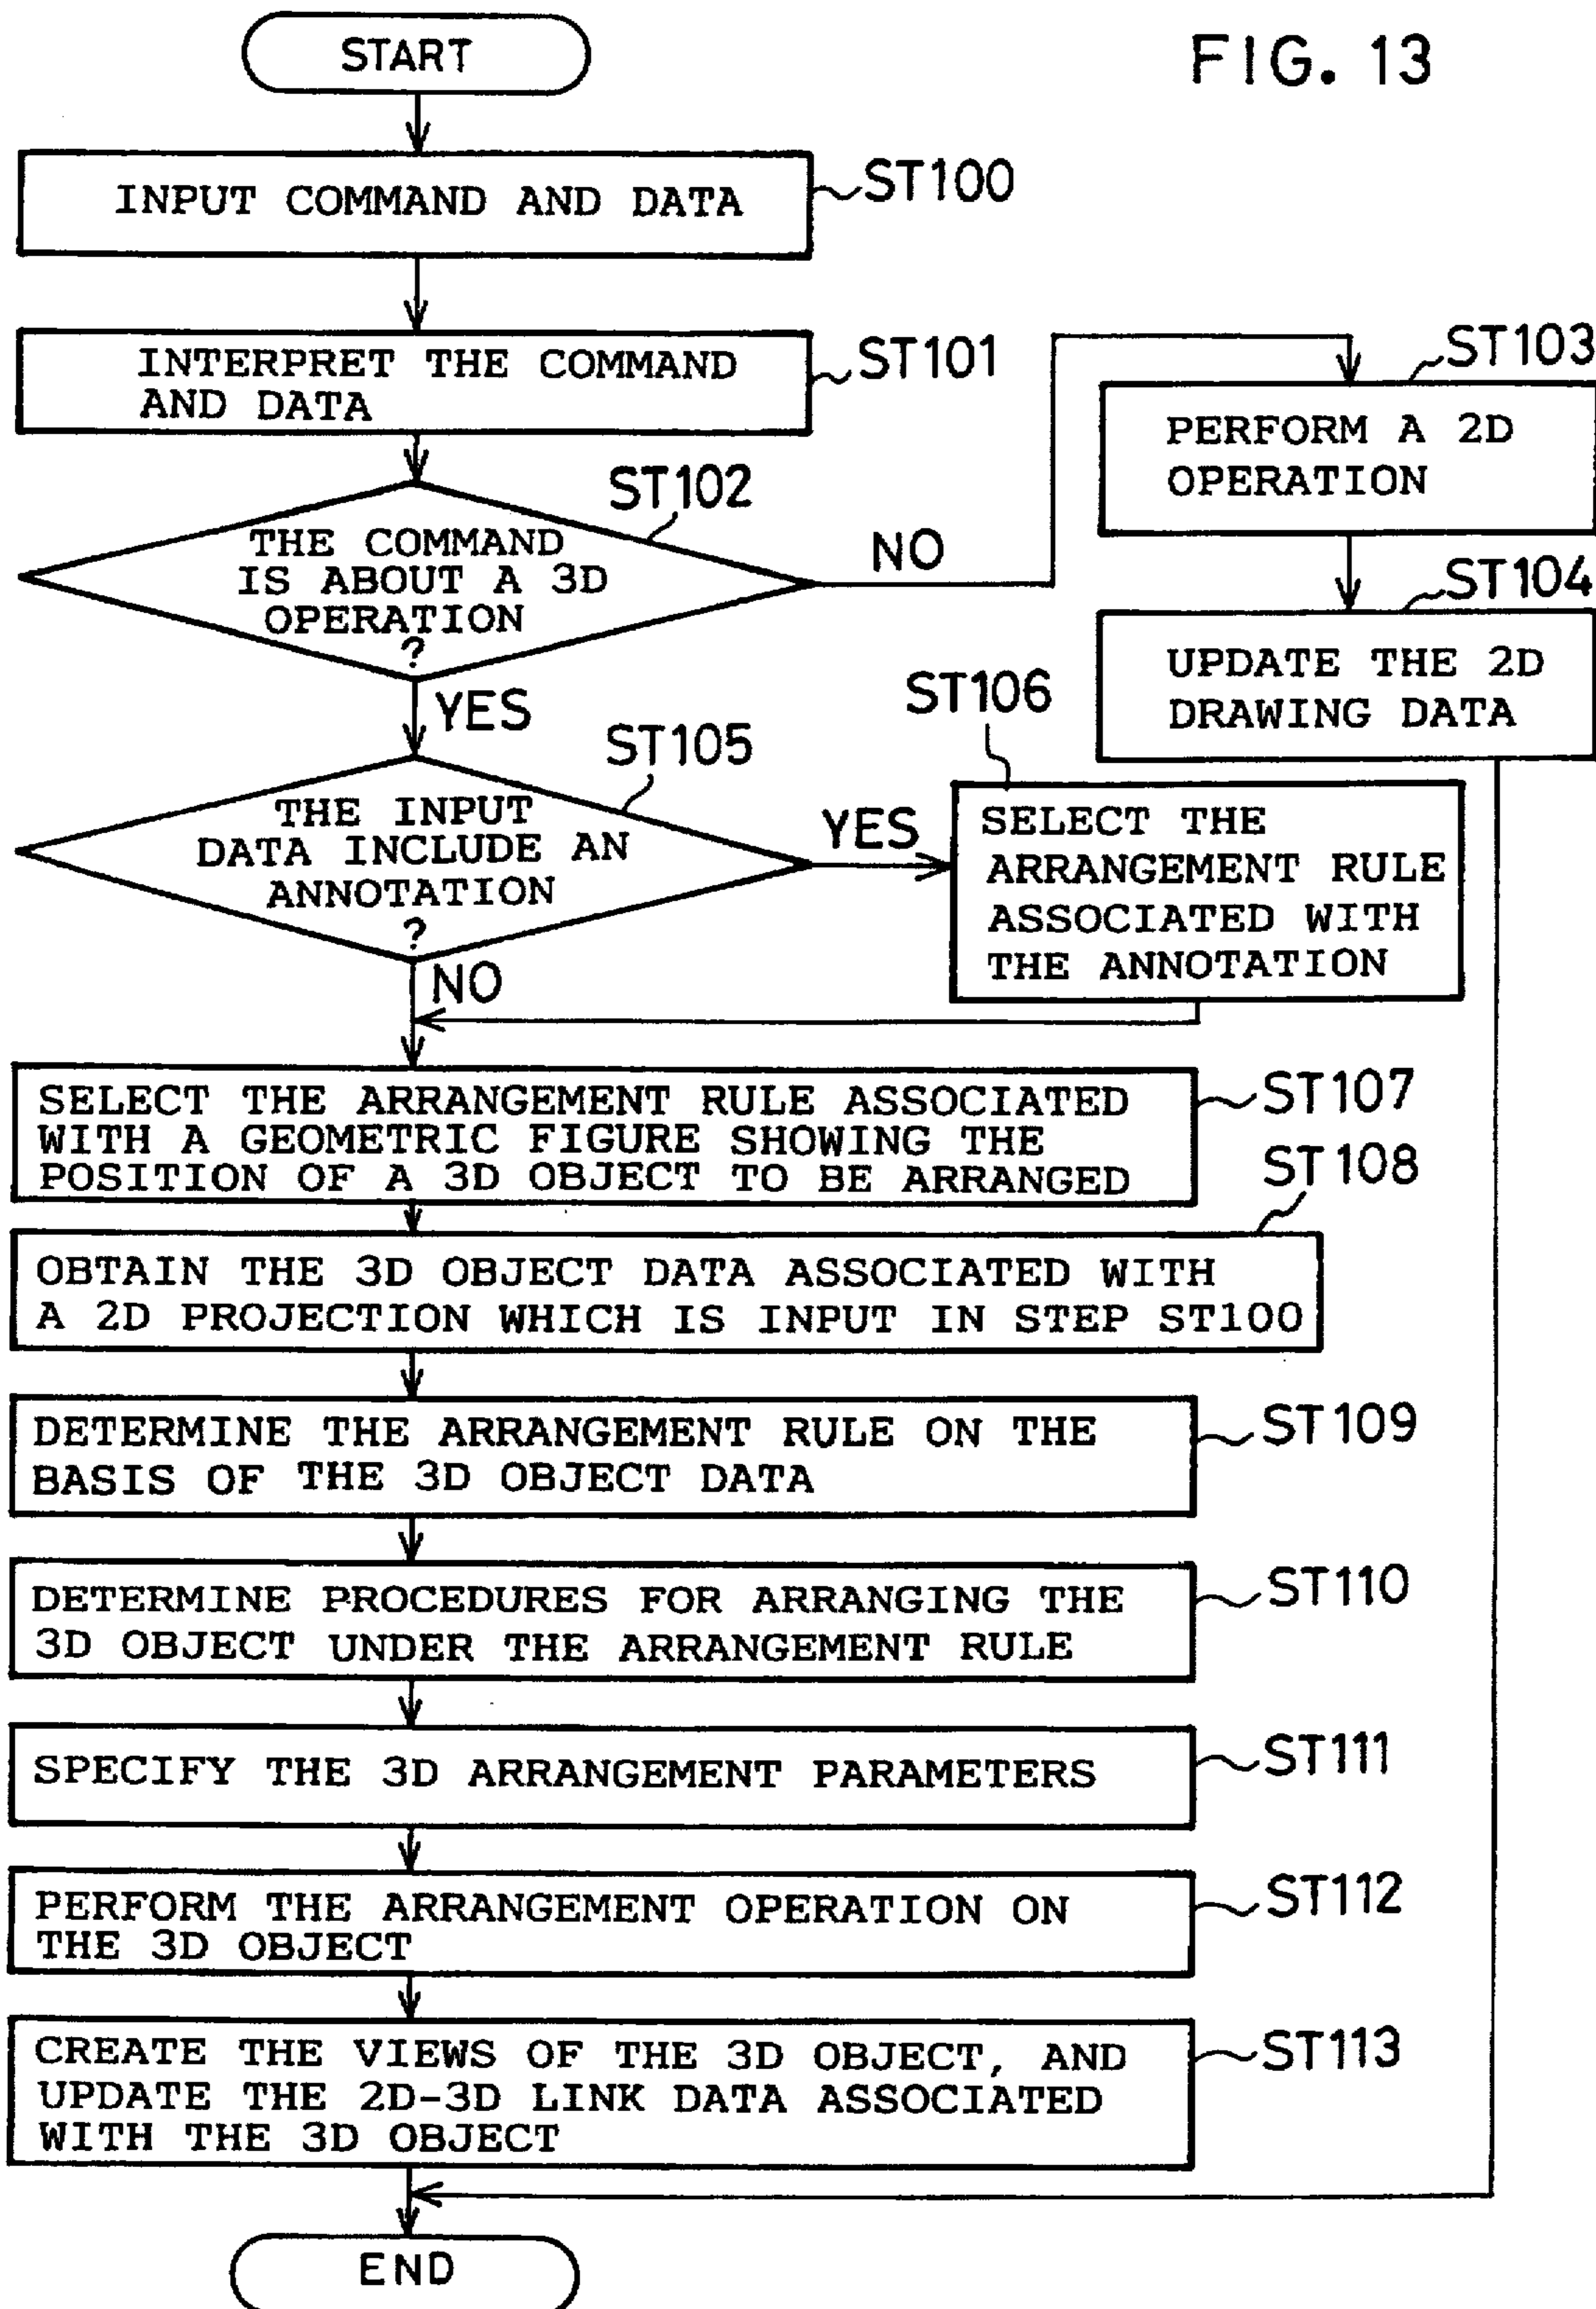 FIG. 13
START
INPUT COMMAND AND DATA
ST100
INTERPRET THE COMMAND
AND DATA
ST101
THE COMMAND
IS ABOUT A 3D
OPERATION
?
ST102
NO
YES
PERFORM A 2D
OPERATION
ST103
UPDATE THE 2D
DRAWING DATA
ST104
THE INPUT
DATA INCLUDE AN
ANNOTATION
?
ST105
YES
NO
SELECT THE
ARRANGEMENT RULE
ASSOCIATED WITH
THE ANNOTATION
ST106
SELECT THE ARRANGEMENT RULE ASSOCIATED
WITH A GEOMETRIC FIGURE SHOWING THE
POSITION OF A 3D OBJECT TO BE ARRANGED
ST107
OBTAIN THE 3D OBJECT DATA ASSOCIATED WITH
A 2D PROJECTION WHICH IS INPUT IN STEP ST100
ST108
DETERMINE THE ARRANGEMENT RULE ON THE
BASIS OF THE 3D OBJECT DATA
ST109
DETERMINE PROCEDURES FOR ARRANGING THE
3D OBJECT UNDER THE ARRANGEMENT RULE
ST110
SPECIFY THE 3D ARRANGEMENT PARAMETERS
ST111
PERFORM THE ARRANGEMENT OPERATION ON
THE 3D OBJECT
ST112
CREATE THE VIEWS OF THE 3D OBJECT, AND
UPDATE THE 2D-3D LINK DATA ASSOCIATED
WITH THE 3D OBJECT
ST113
END